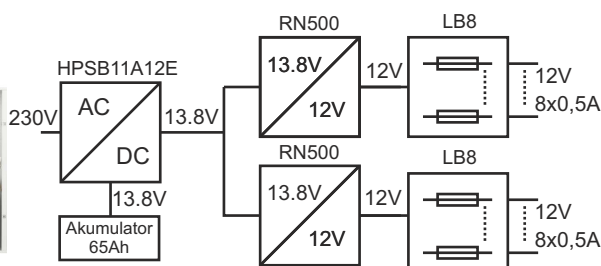 HPSB11A12E
230V
AC
DC
13.8V
13.8V
Akumulator
65Ah
RN500
13.8V
12V
12V
LB8
12V
8x0,5A
RN500
13.8V
12V
12V
LB8
12V
8x0,5A